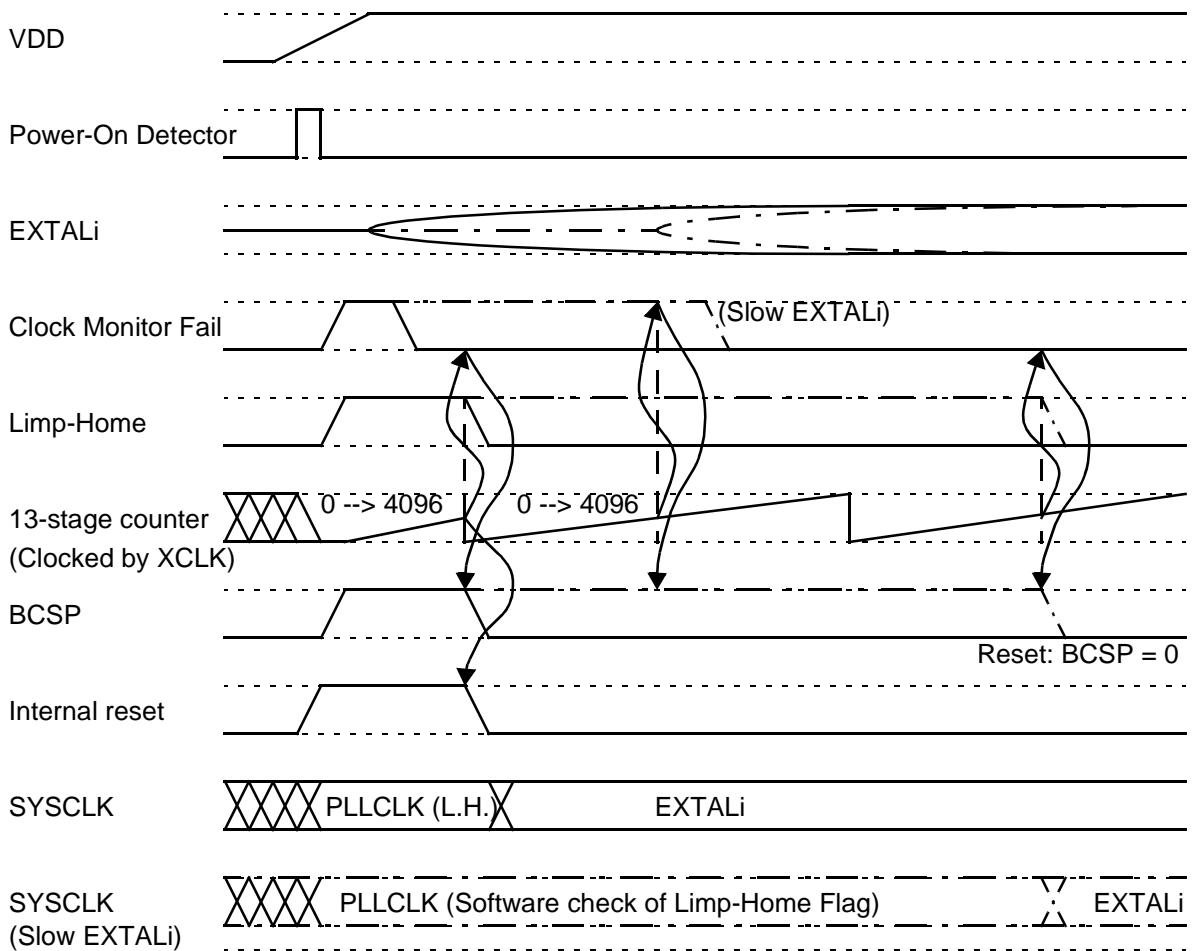 VDD
Power-On Detector
EXTALi
Clock Monitor Fail
(Slow EXTALi)
Limp-Home
13-stage counter
(Clocked by XCLK)
0 --> 4096
0 --> 4096
BCSP
Reset: BCSP = 0
Internal reset
SYSCLK
PLLCLK (L.H.)
EXTALi
SYSCLK
(Slow EXTALi)
PLLCLK (Software check of Limp-Home Flag)
EXTALi